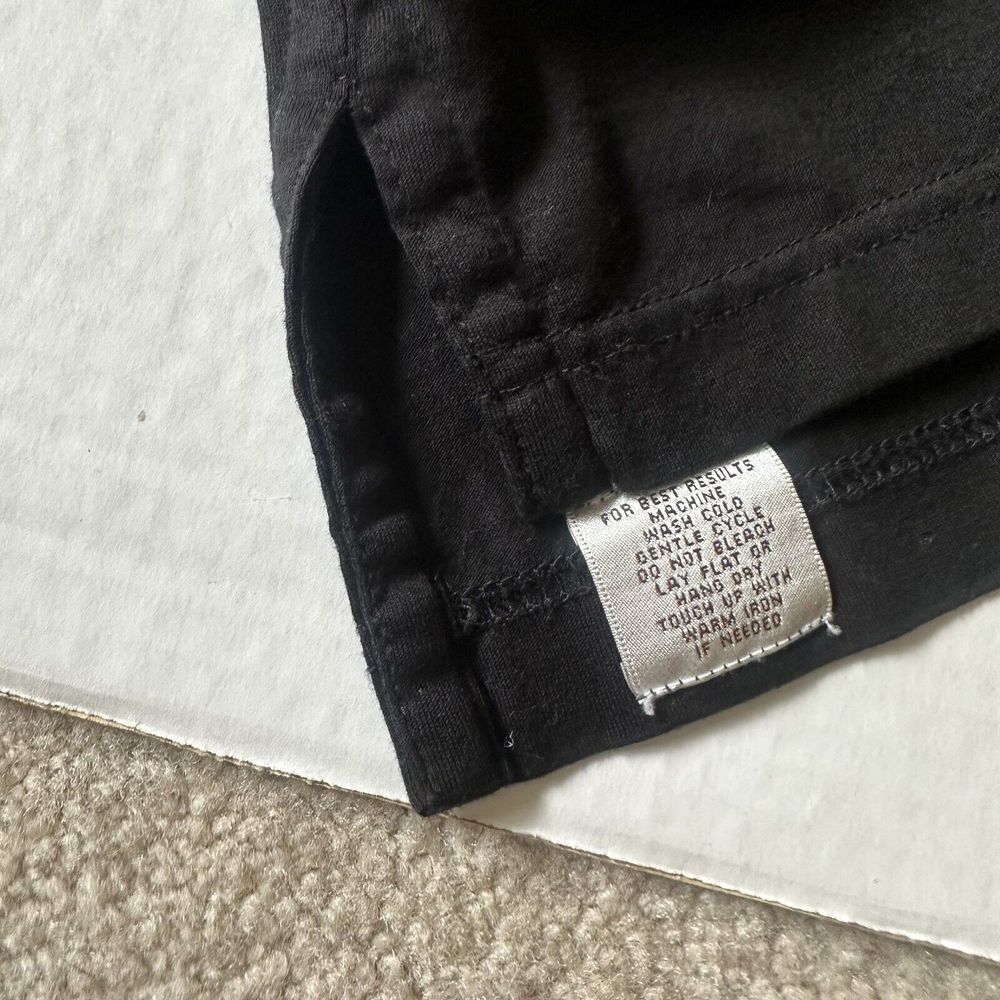 FOR BEST RESULTS
MACHINE
WASH COLD
GENTLE CYCLE
DO NOT BLEACH
LAY FLAT OR
HANG DRY
TOUCH UP WITH
WARM IRON
IF NEEDED